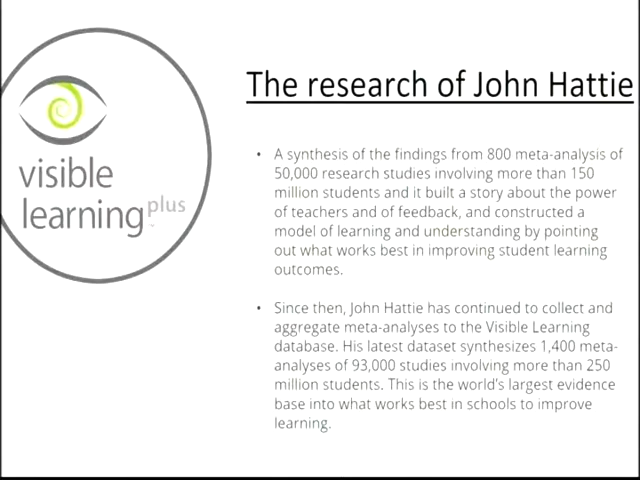 visible
learning plus
The research of John Hattie
• A synthesis of the findings from 800 meta-analysis of
50,000 research studies involving more than 150
million students and it built a story about the power
of teachers and of feedback, and constructed a
model of learning and understanding by pointing
out what works best in improving student learning
outcomes.
• Since then, John Hattie has continued to collect and
aggregate meta-analyses to the Visible Learning
database. His latest dataset synthesizes 1,400 meta-
analyses of 93,000 studies involving more than 250
million students. This is the world's largest evidence
base into what works best in schools to improve
learning.